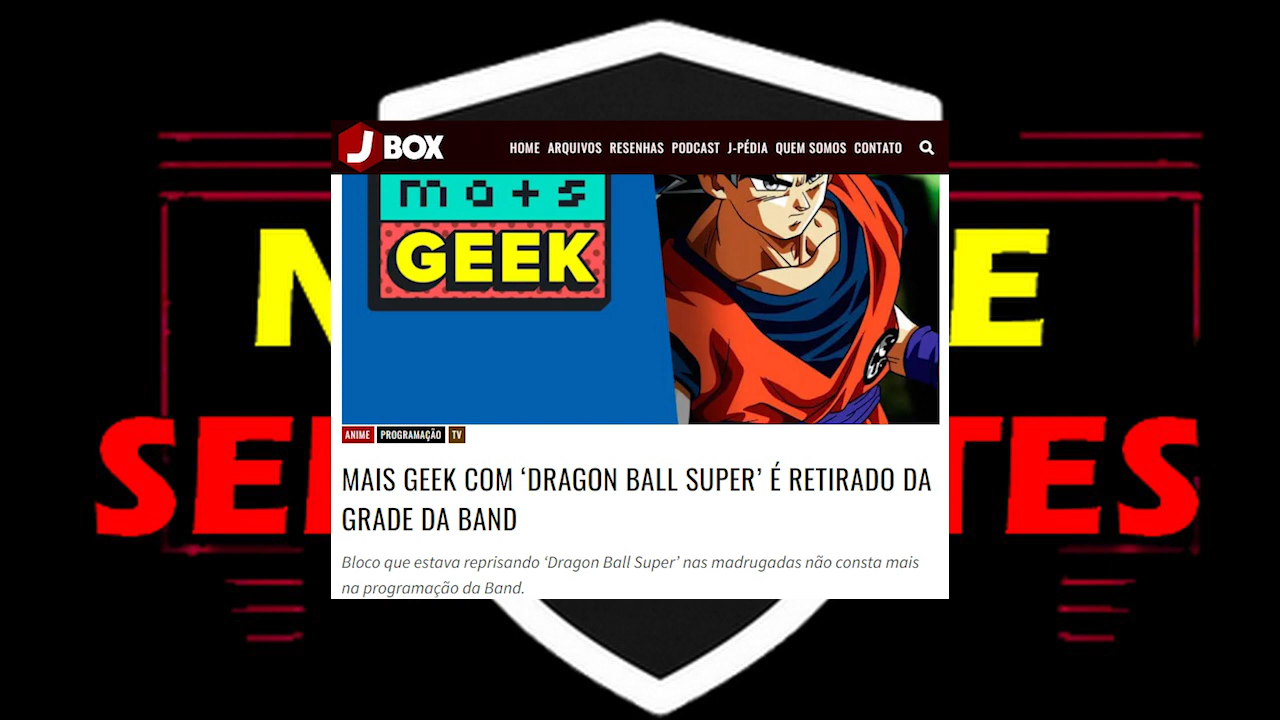 J BOX
HOME ARQUIVOS RESENHAS PODCAST J-PÉDIA QUEM SOMOS CONTATO
mais
GEEK
ANIME PROGRAMAÇÃO TV
MAIS GEEK COM ‘DRAGON BALL SUPER’ É RETIRADO DA
GRADE DA BAND
Bloco que estava reprisando ‘Dragon Ball Super’ nas madrugadas não consta mais
na programação da Band.